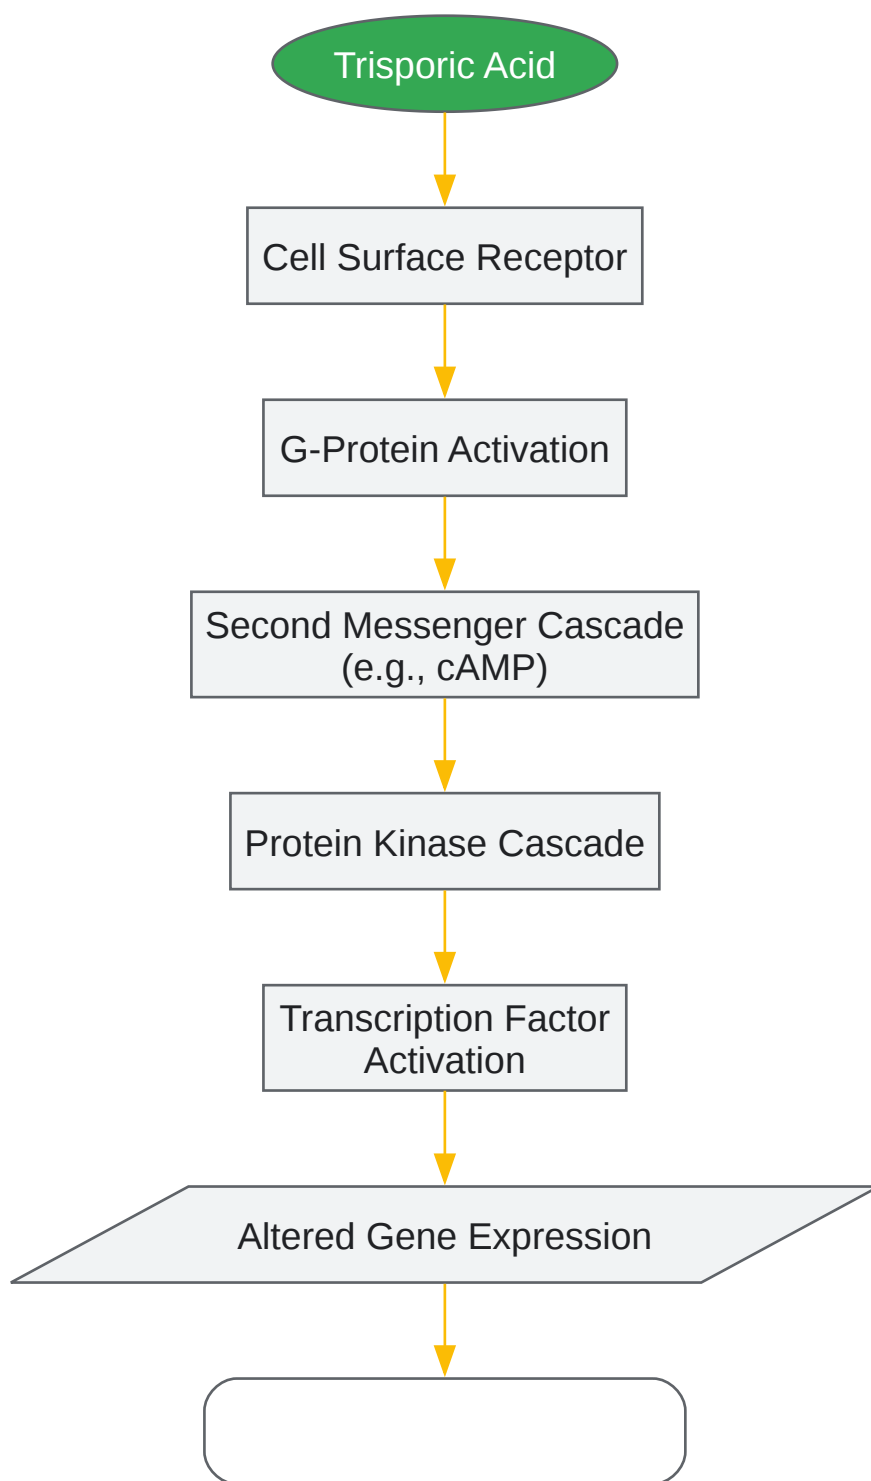 Trisporic Acid
Cell Surface Receptor
G-Protein Activation
Second Messenger Cascade
(e.g., cAMP)
Protein Kinase Cascade
Transcription Factor
Activation
Altered Gene Expression